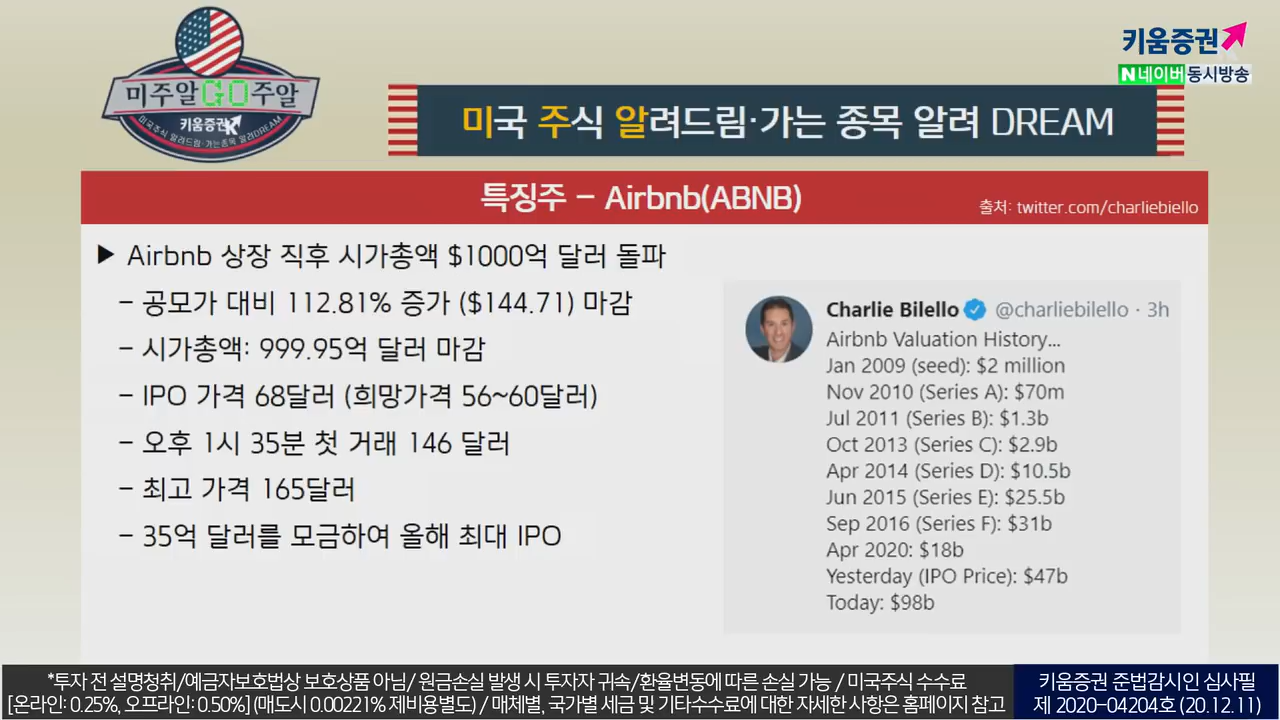 미주알GO주알
키움증권
미국주식 알려드림·가는종목 알려DREAM
키움증권
N 네이버 동시방송
미국 주식 알려드림·가는 종목 알려 DREAM
특징주 – Airbnb(ABNB)
출처: twitter.com/charliebiello
▶ Airbnb 상장 직후 시가총액 $1000억 달러 돌파
– 공모가 대비 112.81% 증가 ($144.71) 마감
– 시가총액: 999.95억 달러 마감
– IPO 가격 68달러 (희망가격 56~60달러)
– 오후 1시 35분 첫 거래 146 달러
– 최고 가격 165달러
– 35억 달러를 모금하여 올해 최대 IPO
Charlie Bilello @charliebilello · 3h
Airbnb Valuation History...
Jan 2009 (seed): $2 million
Nov 2010 (Series A): $70m
Jul 2011 (Series B): $1.3b
Oct 2013 (Series C): $2.9b
Apr 2014 (Series D): $10.5b
Jun 2015 (Series E): $25.5b
Sep 2016 (Series F): $31b
Apr 2020: $18b
Yesterday (IPO Price): $47b
Today: $98b
*투자 전 설명청취/예금자보호법상 보호상품 아님/ 원금손실 발생 시 투자자 귀속/환율변동에 따른 손실 가능 / 미국주식 수수료
[온라인: 0.25%, 오프라인: 0.50%] (매도시 0.00221% 제비용별도) / 매체별, 국가별 세금 및 기타수수료에 대한 자세한 사항은 홈페이지 참고
키움증권 준법감시인 심사필
제 2020-04204호 (20.12.11)